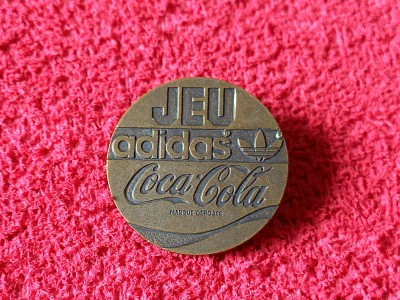 JEU
adidas
Coca-Cola
MARQUE DÉPOSÉE